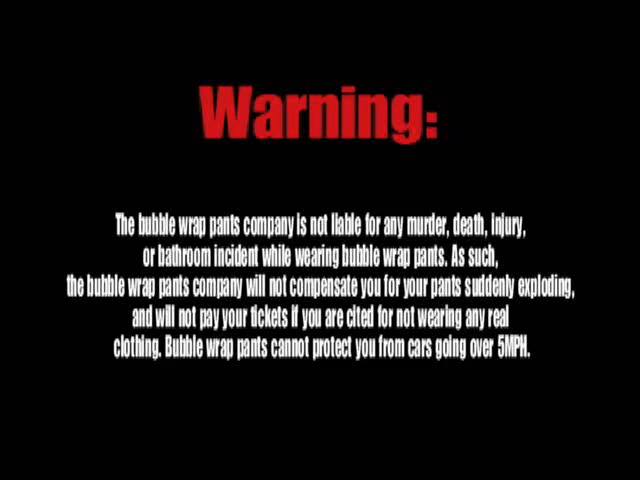 Warning:
The bubble wrap pants company is not liable for any murder, death, injury,
or bathroom incident while wearing bubble wrap pants. As such,
the bubble wrap pants company will not compensate you for your pants suddenly exploding,
and will not pay your tickets if you are cited for not wearing any real
clothing. Bubble wrap pants cannot protect you from cars going over 5MPH.